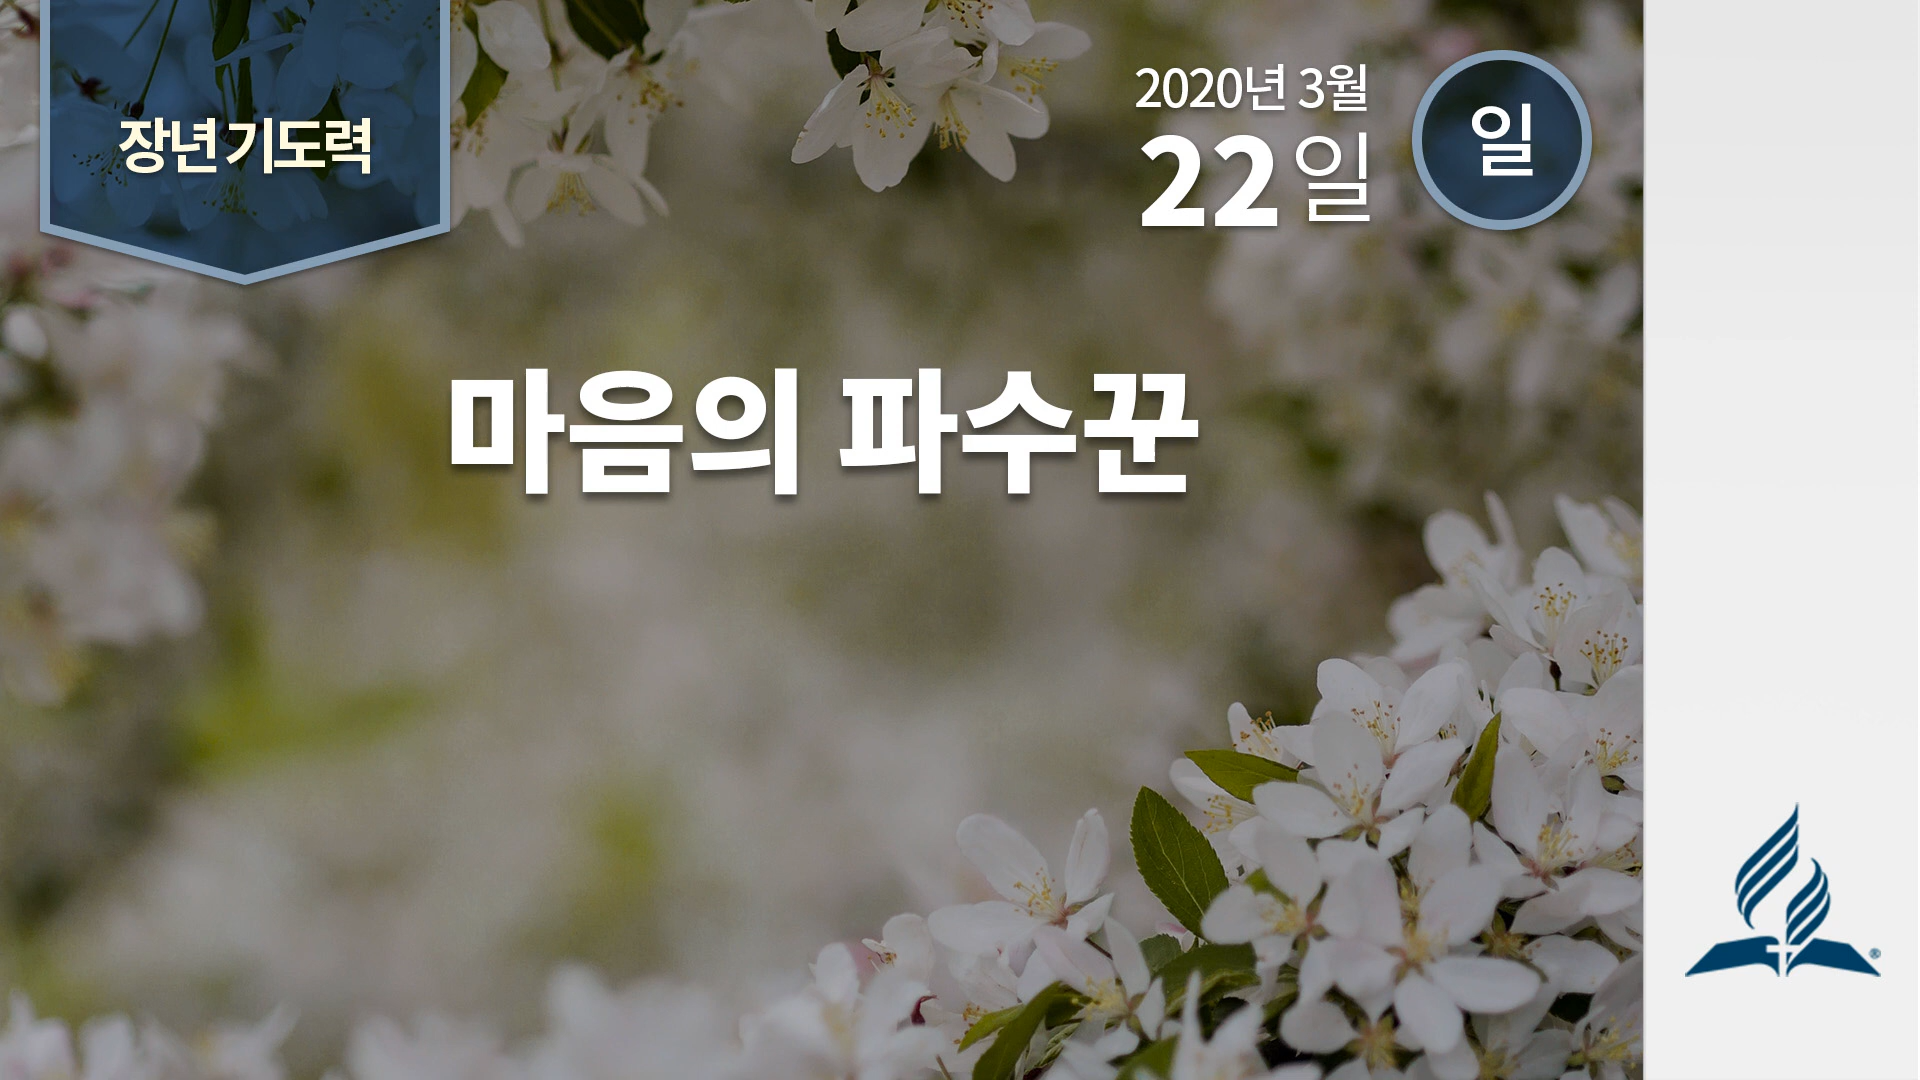 장년 기도력
2020년 3월
22일
일
마음의 파수꾼
®